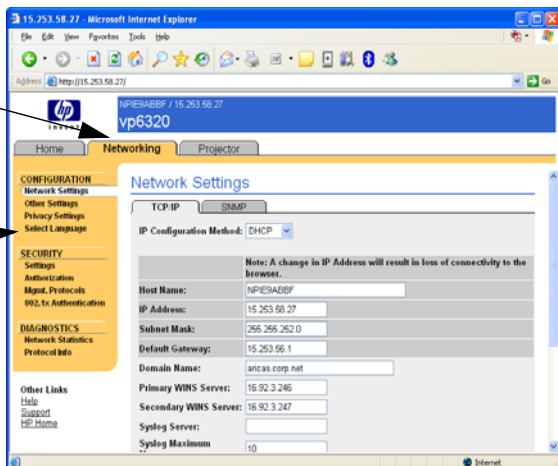 15.253.58.27 - Microsoft Internet Explorer
File Edit View Favorites Tools Help
Address http://15.253.58.27/ Go
hp
invent
NPIE9ABBF / 15.253.58.27
vp6320
Home Networking Projector
CONFIGURATION
Network Settings
Other Settings
Privacy Settings
Select Language
SECURITY
Settings
Authorization
Mgmt. Protocols
802.1x Authentication
DIAGNOSTICS
Network Statistics
Protocol Info
Other Links
Help
Support
HP Home
Network Settings
TCP/IP SNMP
IP Configuration Method: DHCP
Note: A change in IP Address will result in loss of connectivity to the
browser.
Host Name: NPIE9ABBF
IP Address: 15.253.58.27
Subnet Mask: 255.255.252.0
Default Gateway: 15.253.56.1
Domain Name: aricas.corp.net
Primary WINS Server: 16.92.3.246
Secondary WINS Server: 16.92.3.247
Syslog Server:
Syslog Maximum
10
Internet